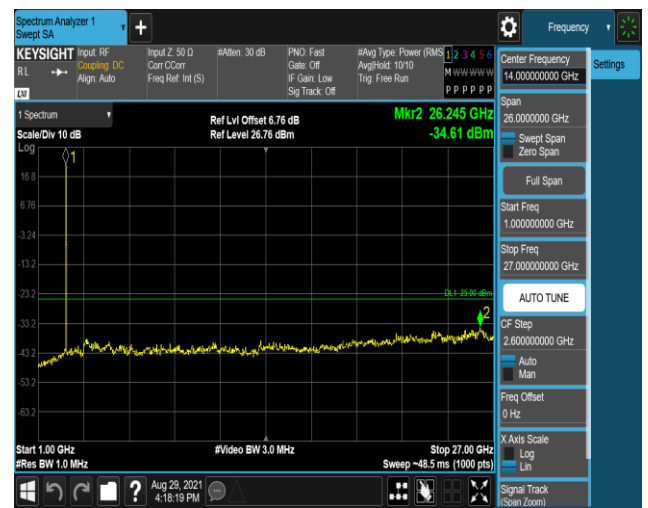 Spectrum Analyzer 1
Swept SA
Frequency
KEYSIGHT
RL
LXI
Input: RF
Coupling: DC
Align: Auto
Input Z: 50 Ω
Corr CCorr
Freq Ref: Int (S)
#Atten: 30 dB
PNO: Fast
Gate: Off
IF Gain: Low
Sig Track: Off
#Avg Type: Power (RMS
Avg|Hold: 10/10
Trig: Free Run
1 2 3 4 5 6
M W W W W W
P P P P P P
Center Frequency
14.000000000 GHz
Settings
Span
26.0000000 GHz
Swept Span
Zero Span
Full Span
Start Freq
1.000000000 GHz
Stop Freq
27.000000000 GHz
AUTO TUNE
CF Step
2.600000000 GHz
Auto
Man
Freq Offset
0 Hz
X Axis Scale
Log
Lin
Signal Track
(Span Zoom)
1 Spectrum
Scale/Div 10 dB
Log
Ref Lvl Offset 6.76 dB
Ref Level 26.76 dBm
Mkr2 26.245 GHz
-34.61 dBm
1
16.8
6.76
-3.24
-13.2
-23.2
DL1 -25.00 dBm
2
-33.2
-43.2
-53.2
-63.2
Start 1.00 GHz
#Res BW 1.0 MHz
#Video BW 3.0 MHz
Stop 27.00 GHz
Sweep ~48.5 ms (1000 pts)
?
Aug 29, 2021
4:18:19 PM